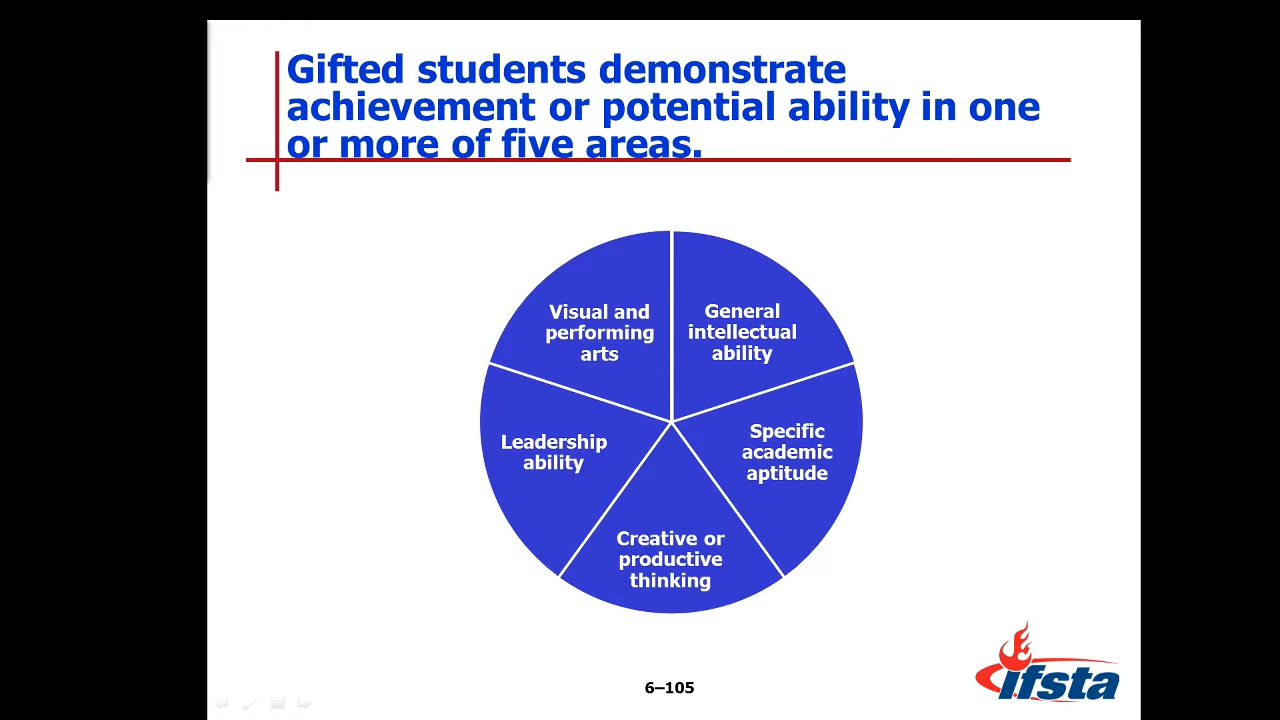 Gifted students demonstrate
achievement or potential ability in one
or more of five areas.
Visual and
performing
arts
General
intellectual
ability
Leadership
ability
Specific
academic
aptitude
Creative or
productive
thinking
6–105
ifsta